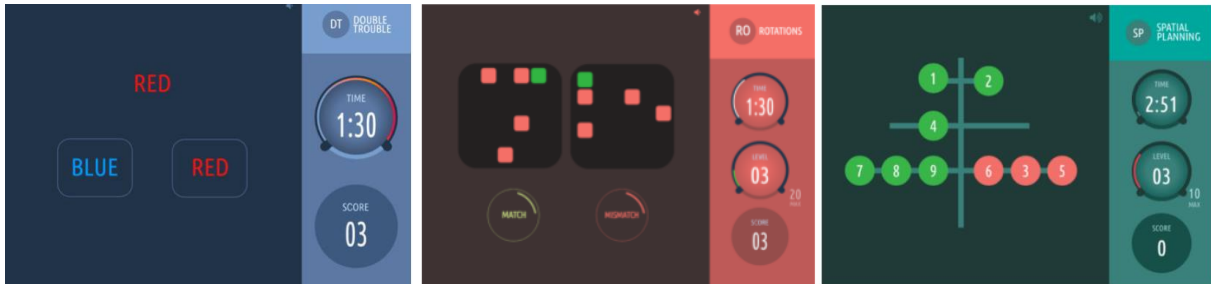 DT DOUBLE
TROUBLE
RED
BLUE RED
TIME
1:30
SCORE
03
RO ROTATIONS
TIME
1:30
LEVEL
03
20
MAX
SCORE
03
MATCH MISMATCH
SP SPATIAL
PLANNING
1 2
4
7 8 9 6 3 5
TIME
2:51
LEVEL
03
10
MAX
SCORE
0